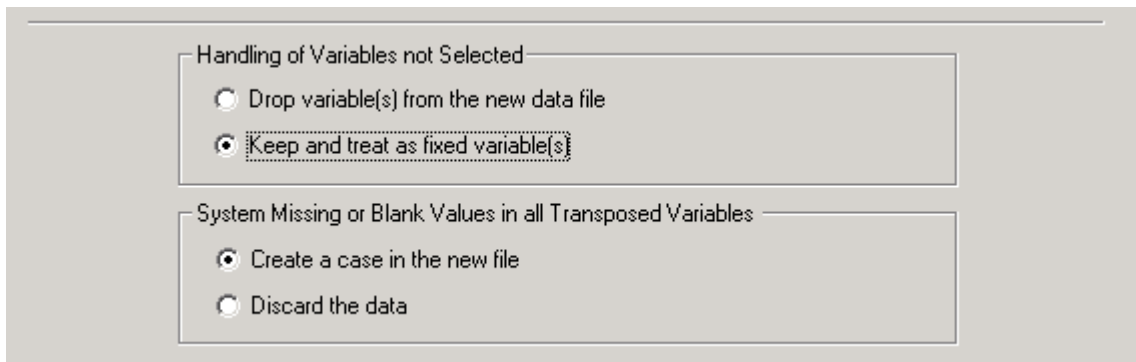 Handling of Variables not Selected
Drop variable(s) from the new data file
Keep and treat as fixed variable(s)
System Missing or Blank Values in all Transposed Variables
Create a case in the new file
Discard the data